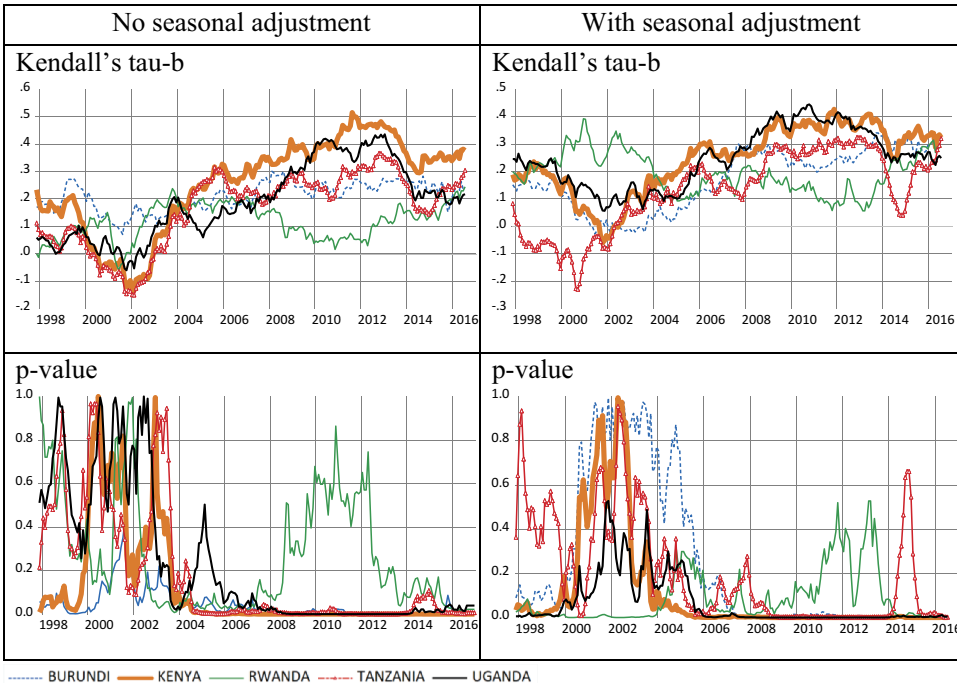 No seasonal adjustment
With seasonal adjustment
Kendall's tau-b
.6
.5
.4
.3
.2
.1
.0
-.1
-.2
1998 2000 2002 2004 2006 2008 2010 2012 2014 2016
Kendall's tau-b
.5
.4
.3
.2
.1
.0
-.1
-.2
-.3
1998 2000 2002 2004 2006 2008 2010 2012 2014 2016
p-value
1.0
0.8
0.6
0.4
0.2
0.0
1998 2000 2002 2004 2006 2008 2010 2012 2014 2016
p-value
1.0
0.8
0.6
0.4
0.2
0.0
1998 2000 2002 2004 2006 2008 2010 2012 2014 2016
BURUNDI KENYA RWANDA TANZANIA UGANDA